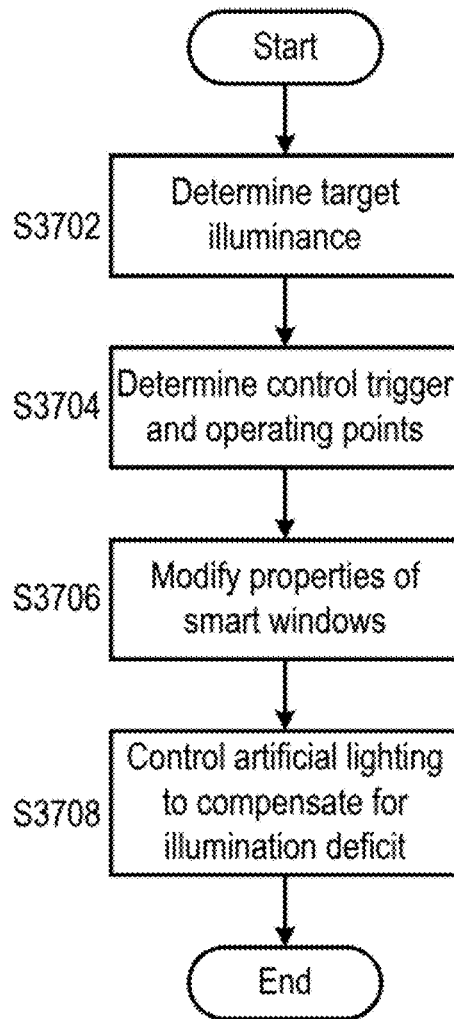 Start
S3702
Determine target
illuminance
S3704
Determine control trigger
and operating points
S3706
Modify properties of
smart windows
S3708
Control artificial lighting
to compensate for
illumination deficit
End